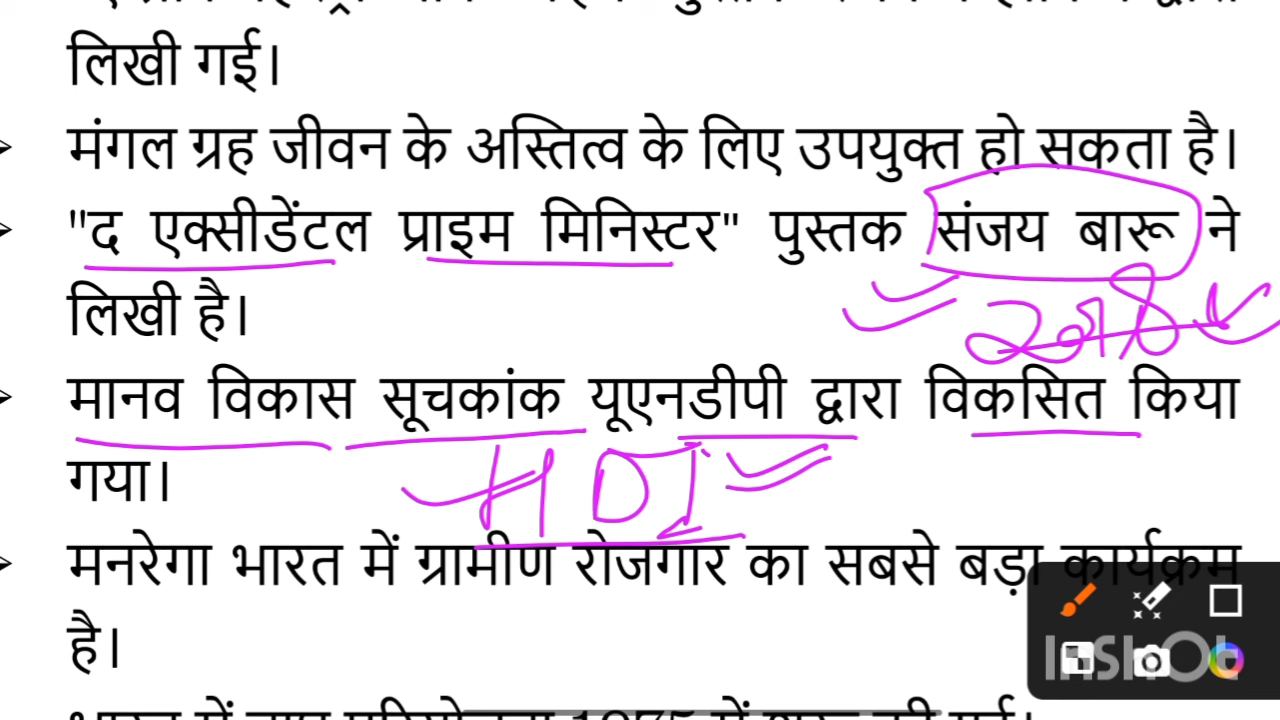 लिखी गई।
मंगल ग्रह जीवन के अस्तित्व के लिए उपयुक्त हो सकता है।
"द एक्सीडेंटल प्राइम मिनिस्टर" पुस्तक संजय बारू ने
लिखी है।
मानव विकास सूचकांक यूएनडीपी द्वारा विकसित किया
गया।
HDI
मनरेगा भारत में ग्रामीण रोजगार का सबसे बड़ा कार्यक्रम
है।
InShOt